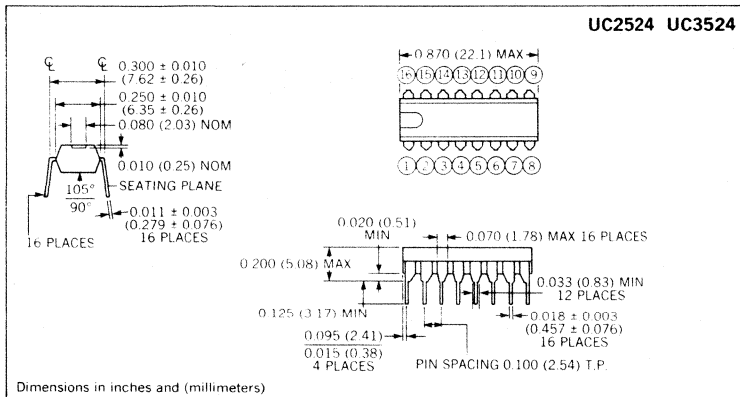 UC2524 UC3524
℄ ℄
0.300 ± 0.010
(7.62 ± 0.26)
0.250 ± 0.010
(6.35 ± 0.26)
0.080 (2.03) NOM
0.010 (0.25) NOM
105°
90°
SEATING PLANE
0.011 ± 0.003
(0.279 ± 0.076)
16 PLACES
16 PLACES
0.870 (22.1) MAX
16 15 14 13 12 11 10 9
1 2 3 4 5 6 7 8
0.020 (0.51)
MIN
0.070 (1.78) MAX 16 PLACES
0.200 (5.08) MAX
0.033 (0.83) MIN
12 PLACES
0.125 (3.17) MIN
0.018 ± 0.003
(0.457 ± 0.076)
16 PLACES
0.095 (2.41)
0.015 (0.38)
4 PLACES
PIN SPACING 0.100 (2.54) T.P.
Dimensions in inches and (millimeters)